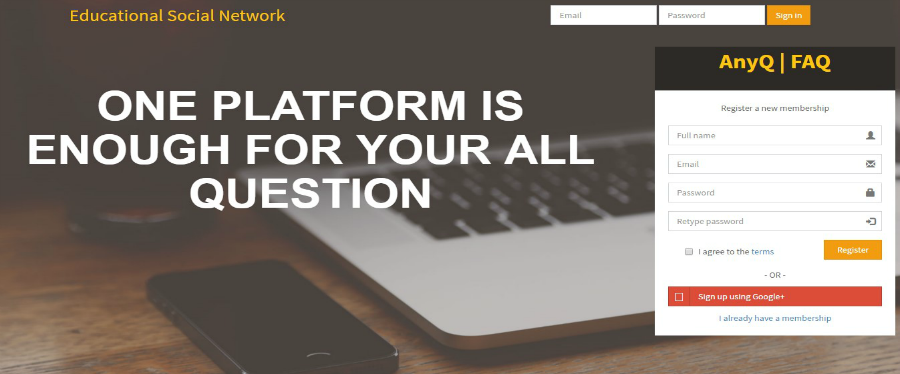 Educational Social Network
Email
Password
Sign in
ONE PLATFORM IS
ENOUGH FOR YOUR ALL
QUESTION
AnyQ | FAQ
Register a new membership
Full name
Email
Password
Retype password
I agree to the terms
Register
- OR -
Sign up using Google+
I already have a membership